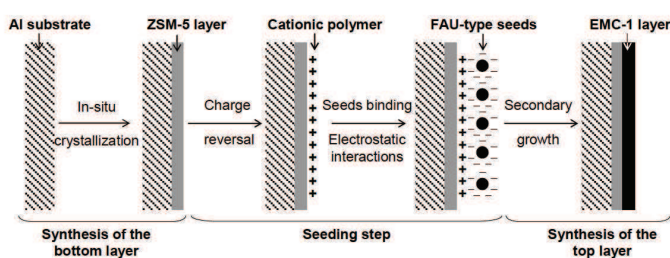 Al substrate
ZSM-5 layer
Cationic polymer
FAU-type seeds
EMC-1 layer
In-situ
crystallization
Charge
reversal
Seeds binding
Electrostatic
interactions
Secondary
growth
Synthesis of the
bottom layer
Seeding step
Synthesis of the
top layer